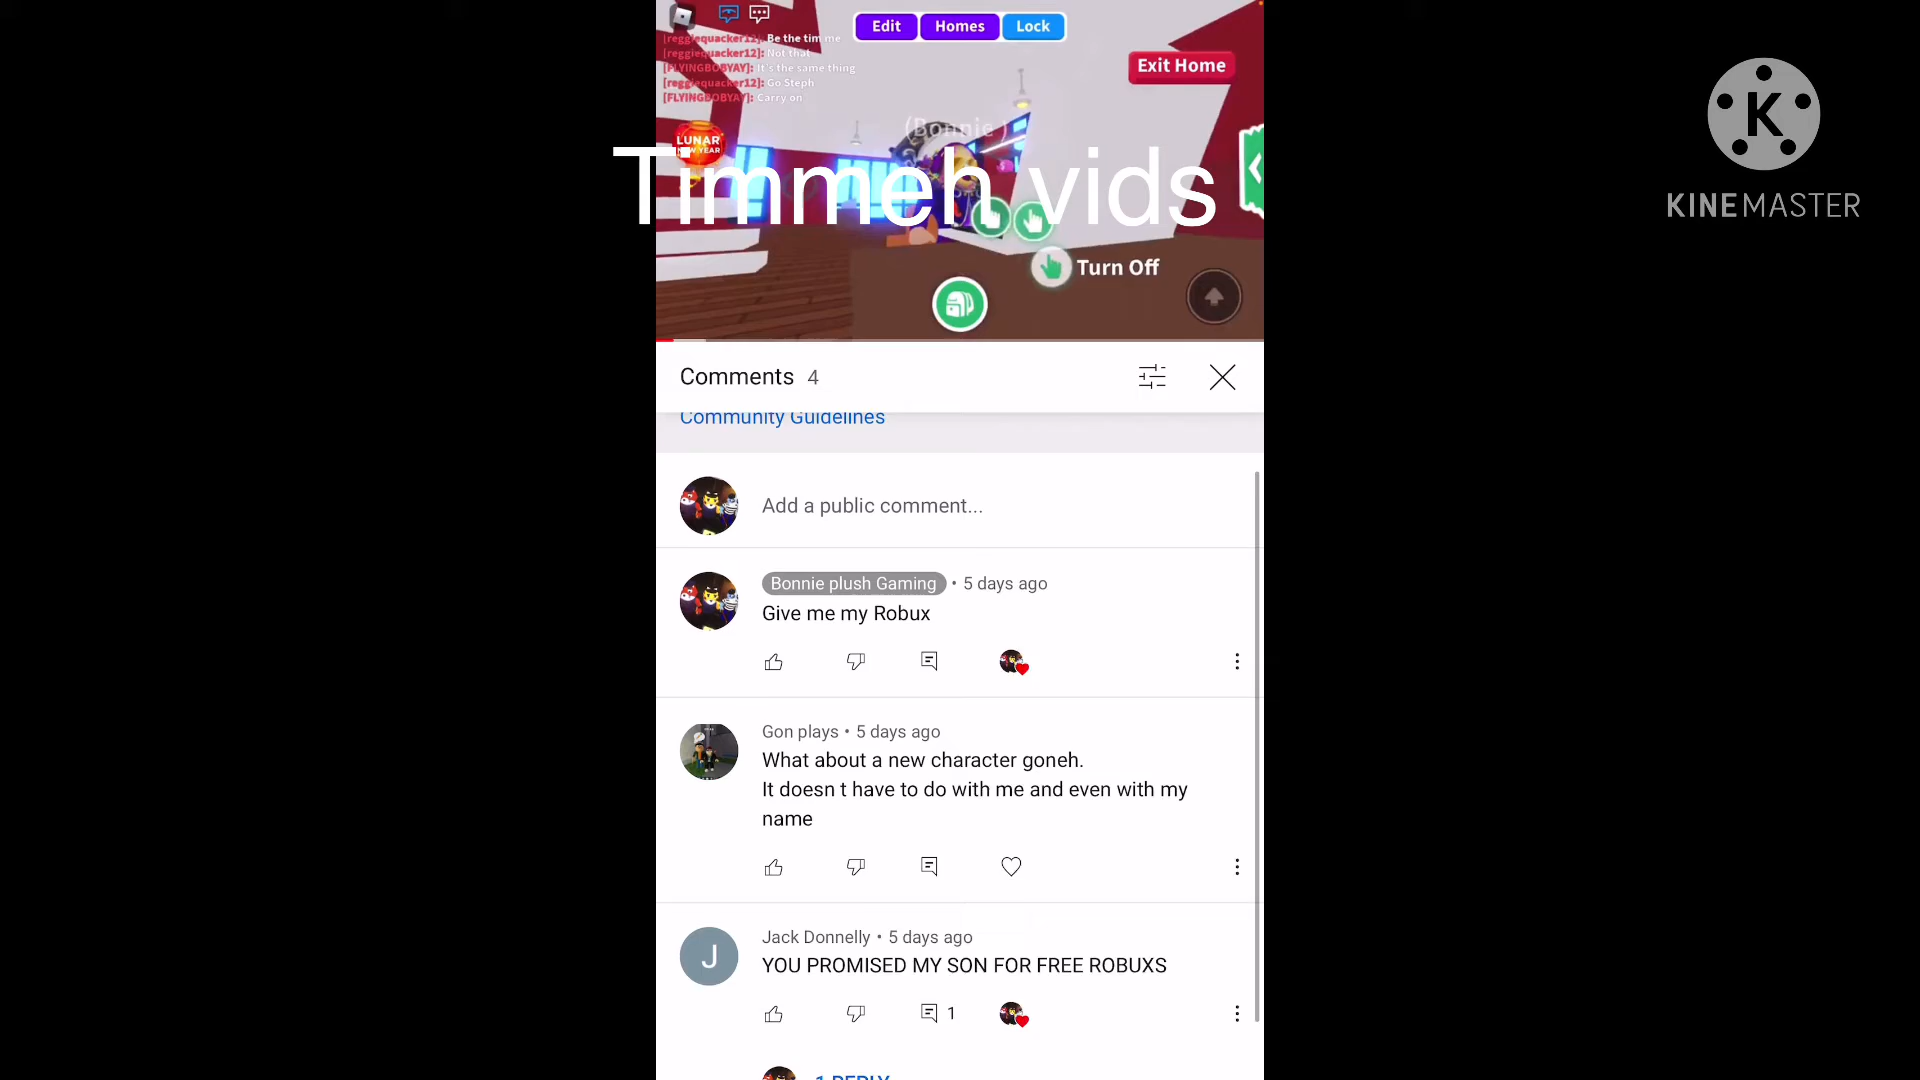 Edit Homes Lock
[reggiequacker12]: Be the tim me
[reggiequacker12]: Not that
[FLYINGBOBYAY]: It's the same thing
[reggiequacker12]: Go Steph
[FLYINGBOBYAY]: Carry on
Exit Home
(Bonnie)
LUNAR
NEW YEAR
Timmeh vids
Turn Off
K
KINEMASTER
Comments 4
Community Guidelines
Add a public comment...
Bonnie plush Gaming • 5 days ago
Give me my Robux
Gon plays • 5 days ago
What about a new character goneh.
It doesn t have to do with me and even with my
name
J
Jack Donnelly • 5 days ago
YOU PROMISED MY SON FOR FREE ROBUXS
1
1 REPLY